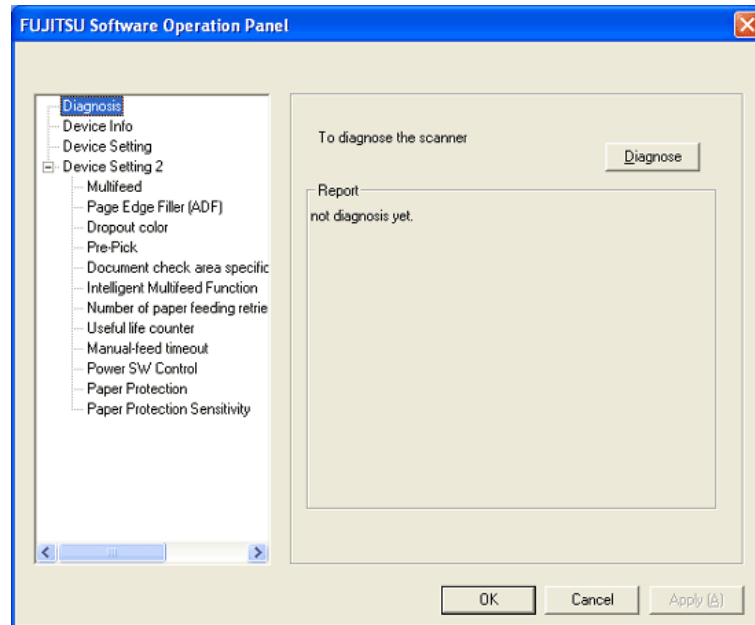 FUJITSU Software Operation Panel
Diagnosis
Device Info
Device Setting
Device Setting 2
Multifeed
Page Edge Filler (ADF)
Dropout color
Pre-Pick
Document check area specific
Intelligent Multifeed Function
Number of paper feeding retrie
Useful life counter
Manual-feed timeout
Power SW Control
Paper Protection
Paper Protection Sensitivity
To diagnose the scanner
Diagnose
Report
not diagnosis yet.
OK
Cancel
Apply (A)